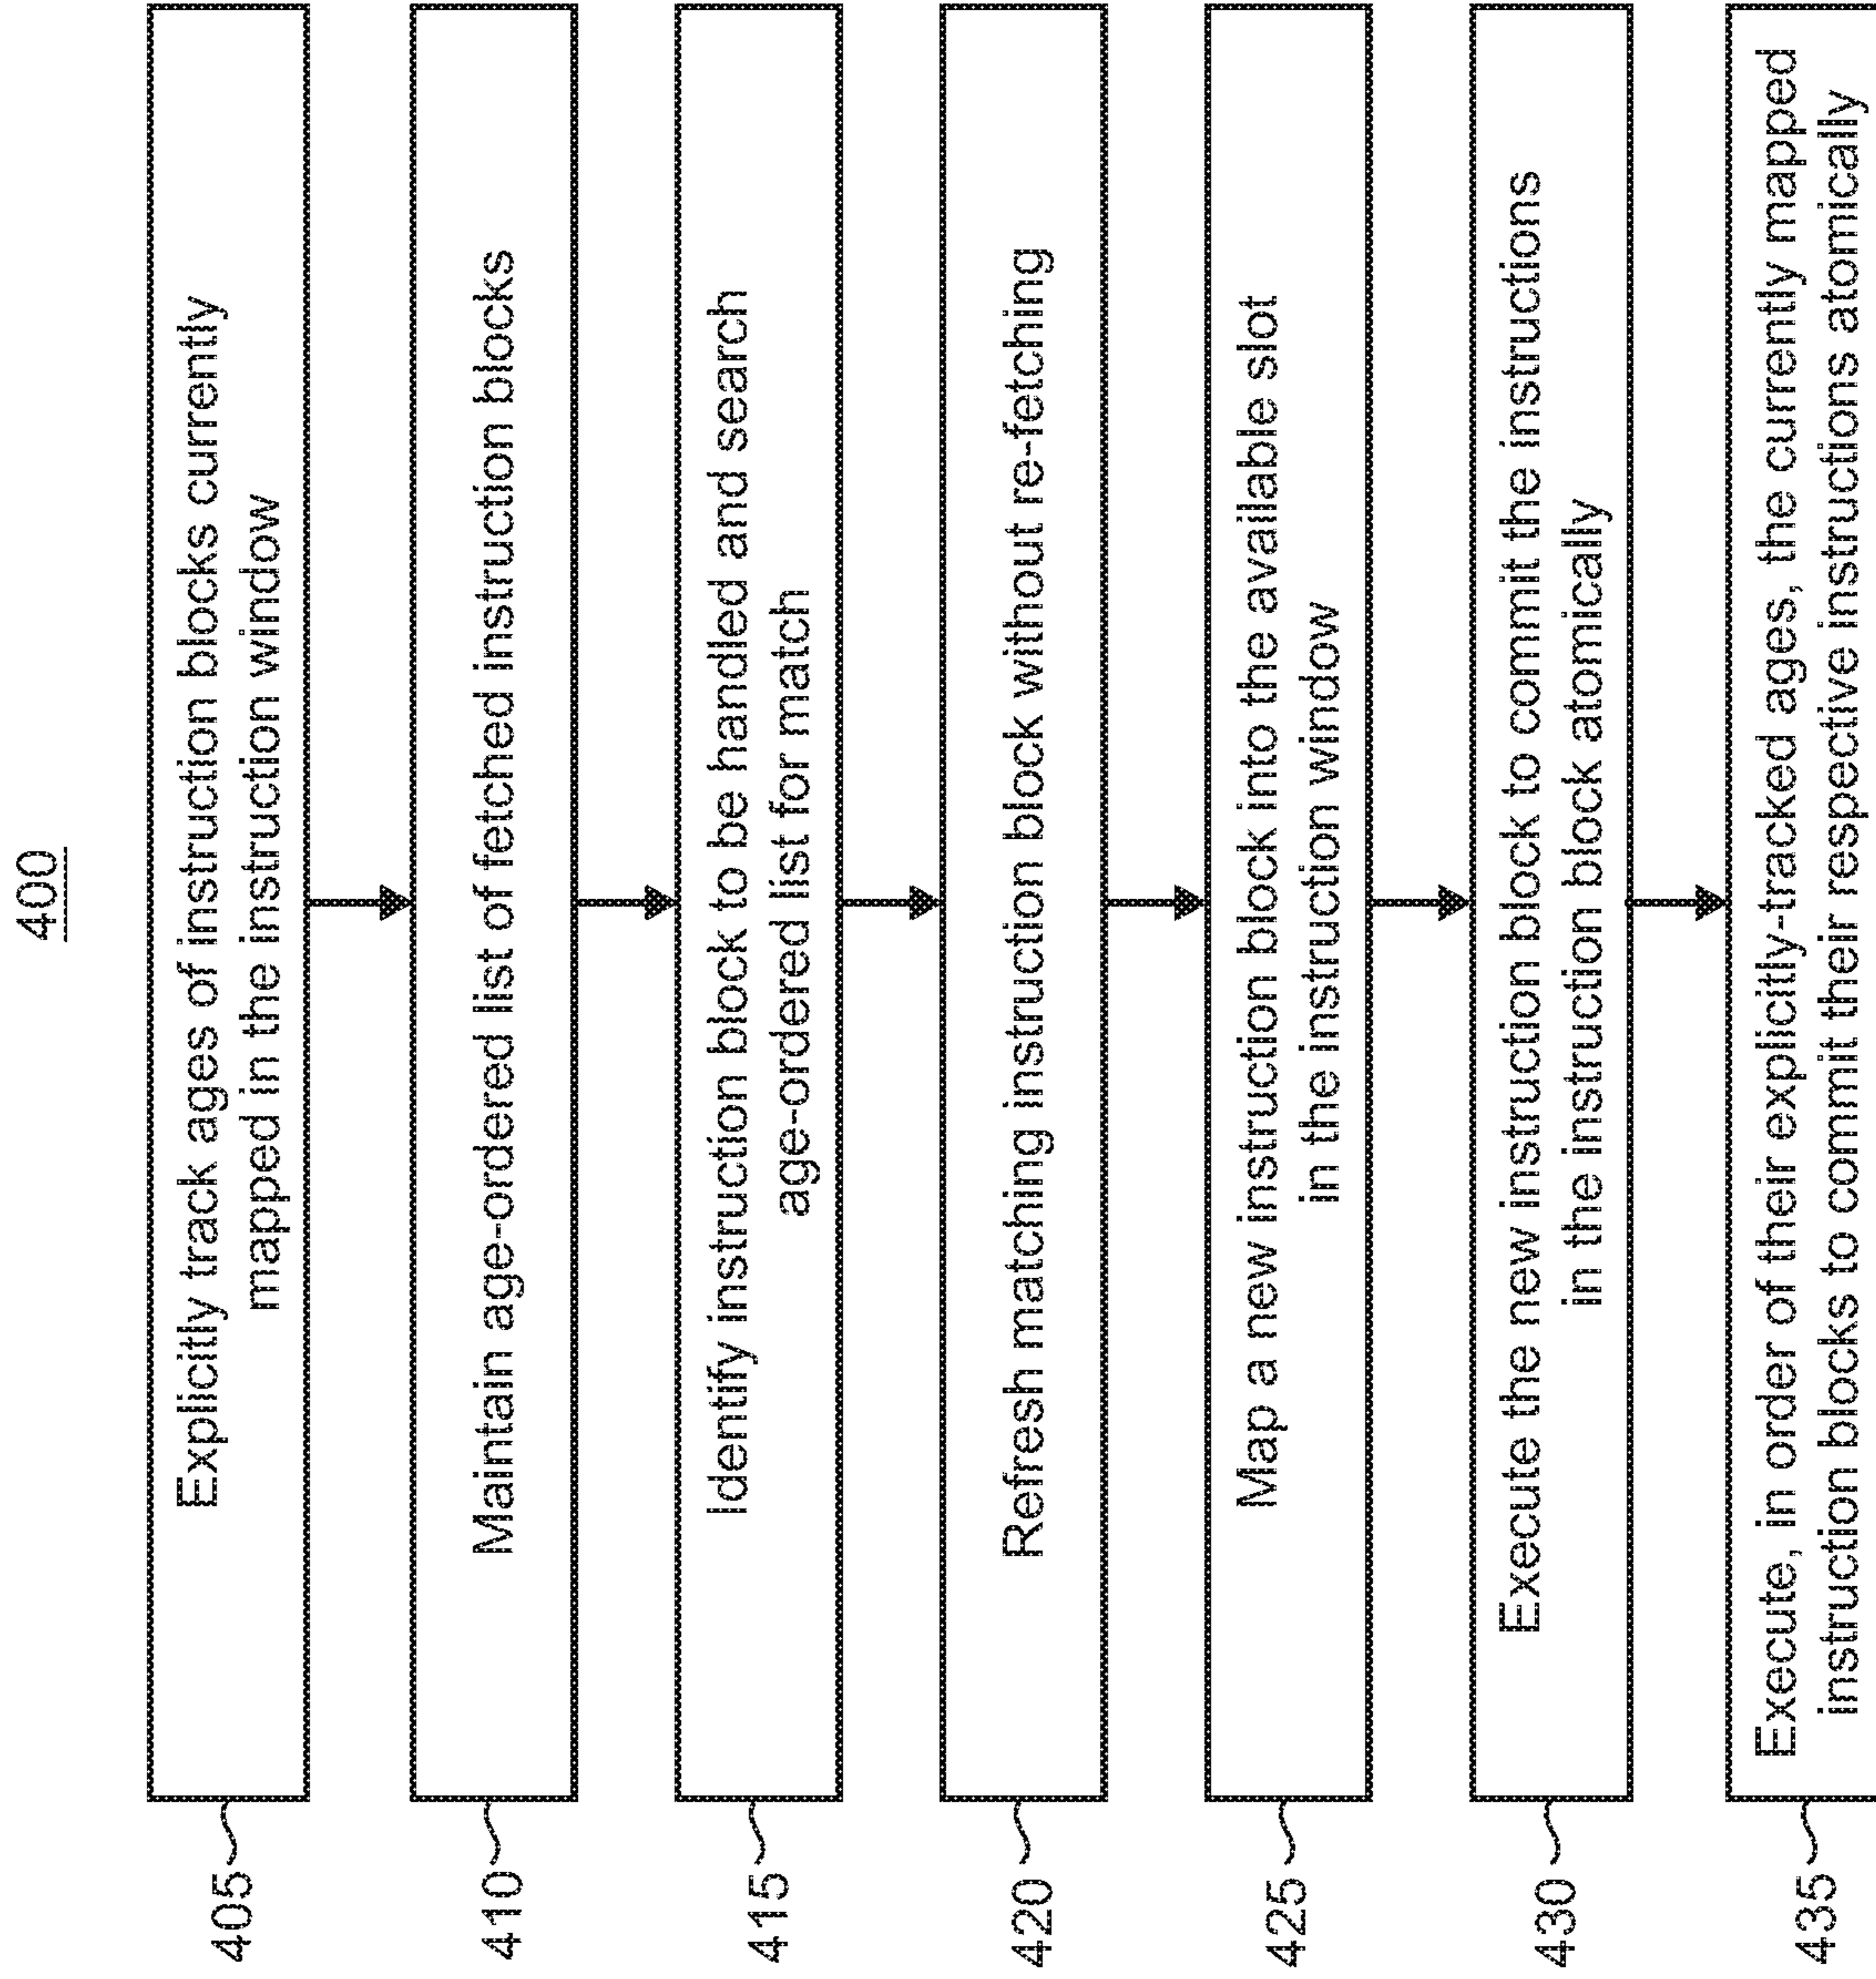 400
405
Explicitly track ages of instruction blocks currently
mapped in the instruction window
410
Maintain age-ordered list of fetched instruction blocks
415
Identify instruction block to be handled and search
age-ordered list for match
420
Refresh matching instruction block without re-fetching
425
Map a new instruction block into the available slot
in the instruction window
430
Execute the new instruction block to commit the instructions
in the instruction block atomically
435
Execute, in order of their explicitly-tracked ages, the currently mapped
instruction blocks to commit their respective instructions atomically